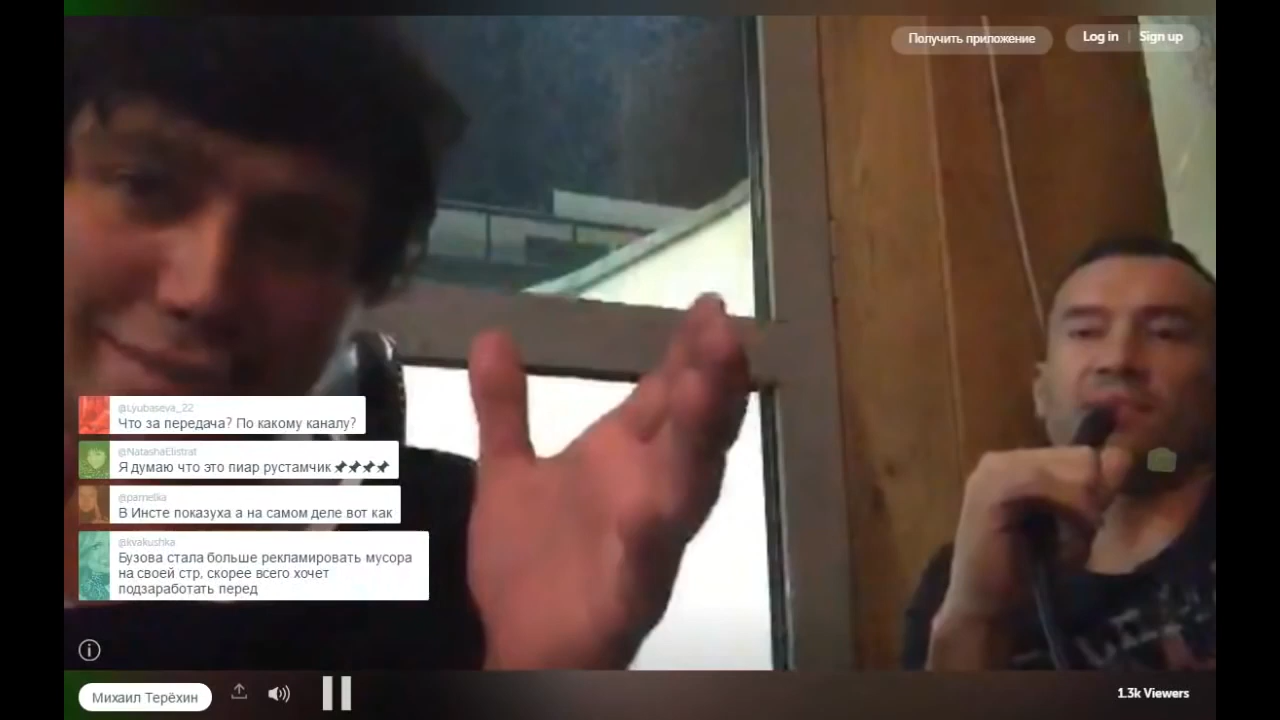 Получить приложение
Log in | Sign up
@Lyubaseva_22
Что за передача? По какому каналу?
@NatashaElistrat
Я думаю что это пиар рустамчик
@pamelka
В Инсте показуха а на самом деле вот как
@kvakushka
Бузова стала больше рекламировать мусора
на своей стр, скорее всего хочет
подзаработать перед
Михаил Терёхин
1.3k Viewers